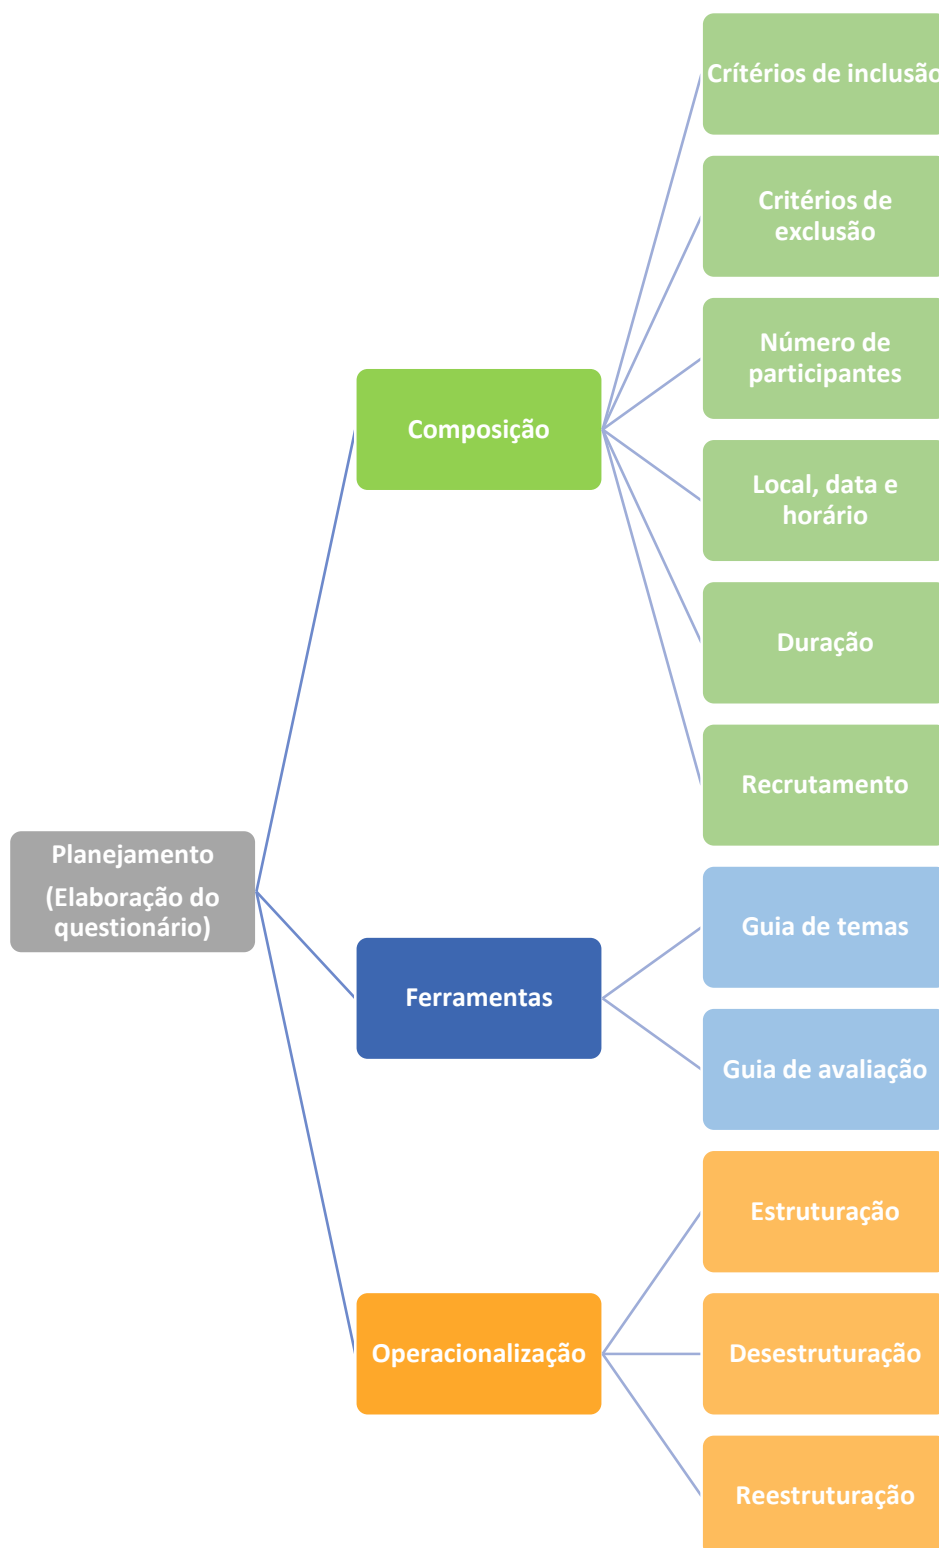 Crítérios de inclusão
Critérios de
exclusão
Número de
participantes
Composição
Local, data e
horário
Duração
Recrutamento
Planejamento
(Elaboração do
questionário)
Guia de temas
Ferramentas
Guia de avaliação
Estruturação
Operacionalização
Desestruturação
Reestruturação